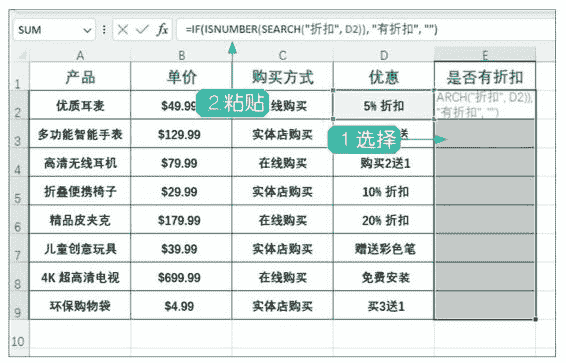 SUM =IF(ISNUMBER(SEARCH("折扣", D2)), "有折扣", "")
A B C D E
1 产品 单价 购买方式 优惠 是否有折扣
2 优质耳麦 $49.99 线购买 5% 折扣 ARCH("折扣", D2)), "有折扣", "")
2 粘贴
3 多功能智能手表 $129.99 实体店购买 送
1 选择
4 高清无线耳机 $79.99 在线购买 购买2送1
5 折叠便携椅子 $29.99 实体店购买 10% 折扣
6 精品皮夹克 $179.99 在线购买 20% 折扣
7 儿童创意玩具 $39.99 实体店购买 赠送彩色笔
8 4K 超高清电视 $699.99 在线购买 免费安装
9 环保购物袋 $4.99 实体店购买 买3送1
10